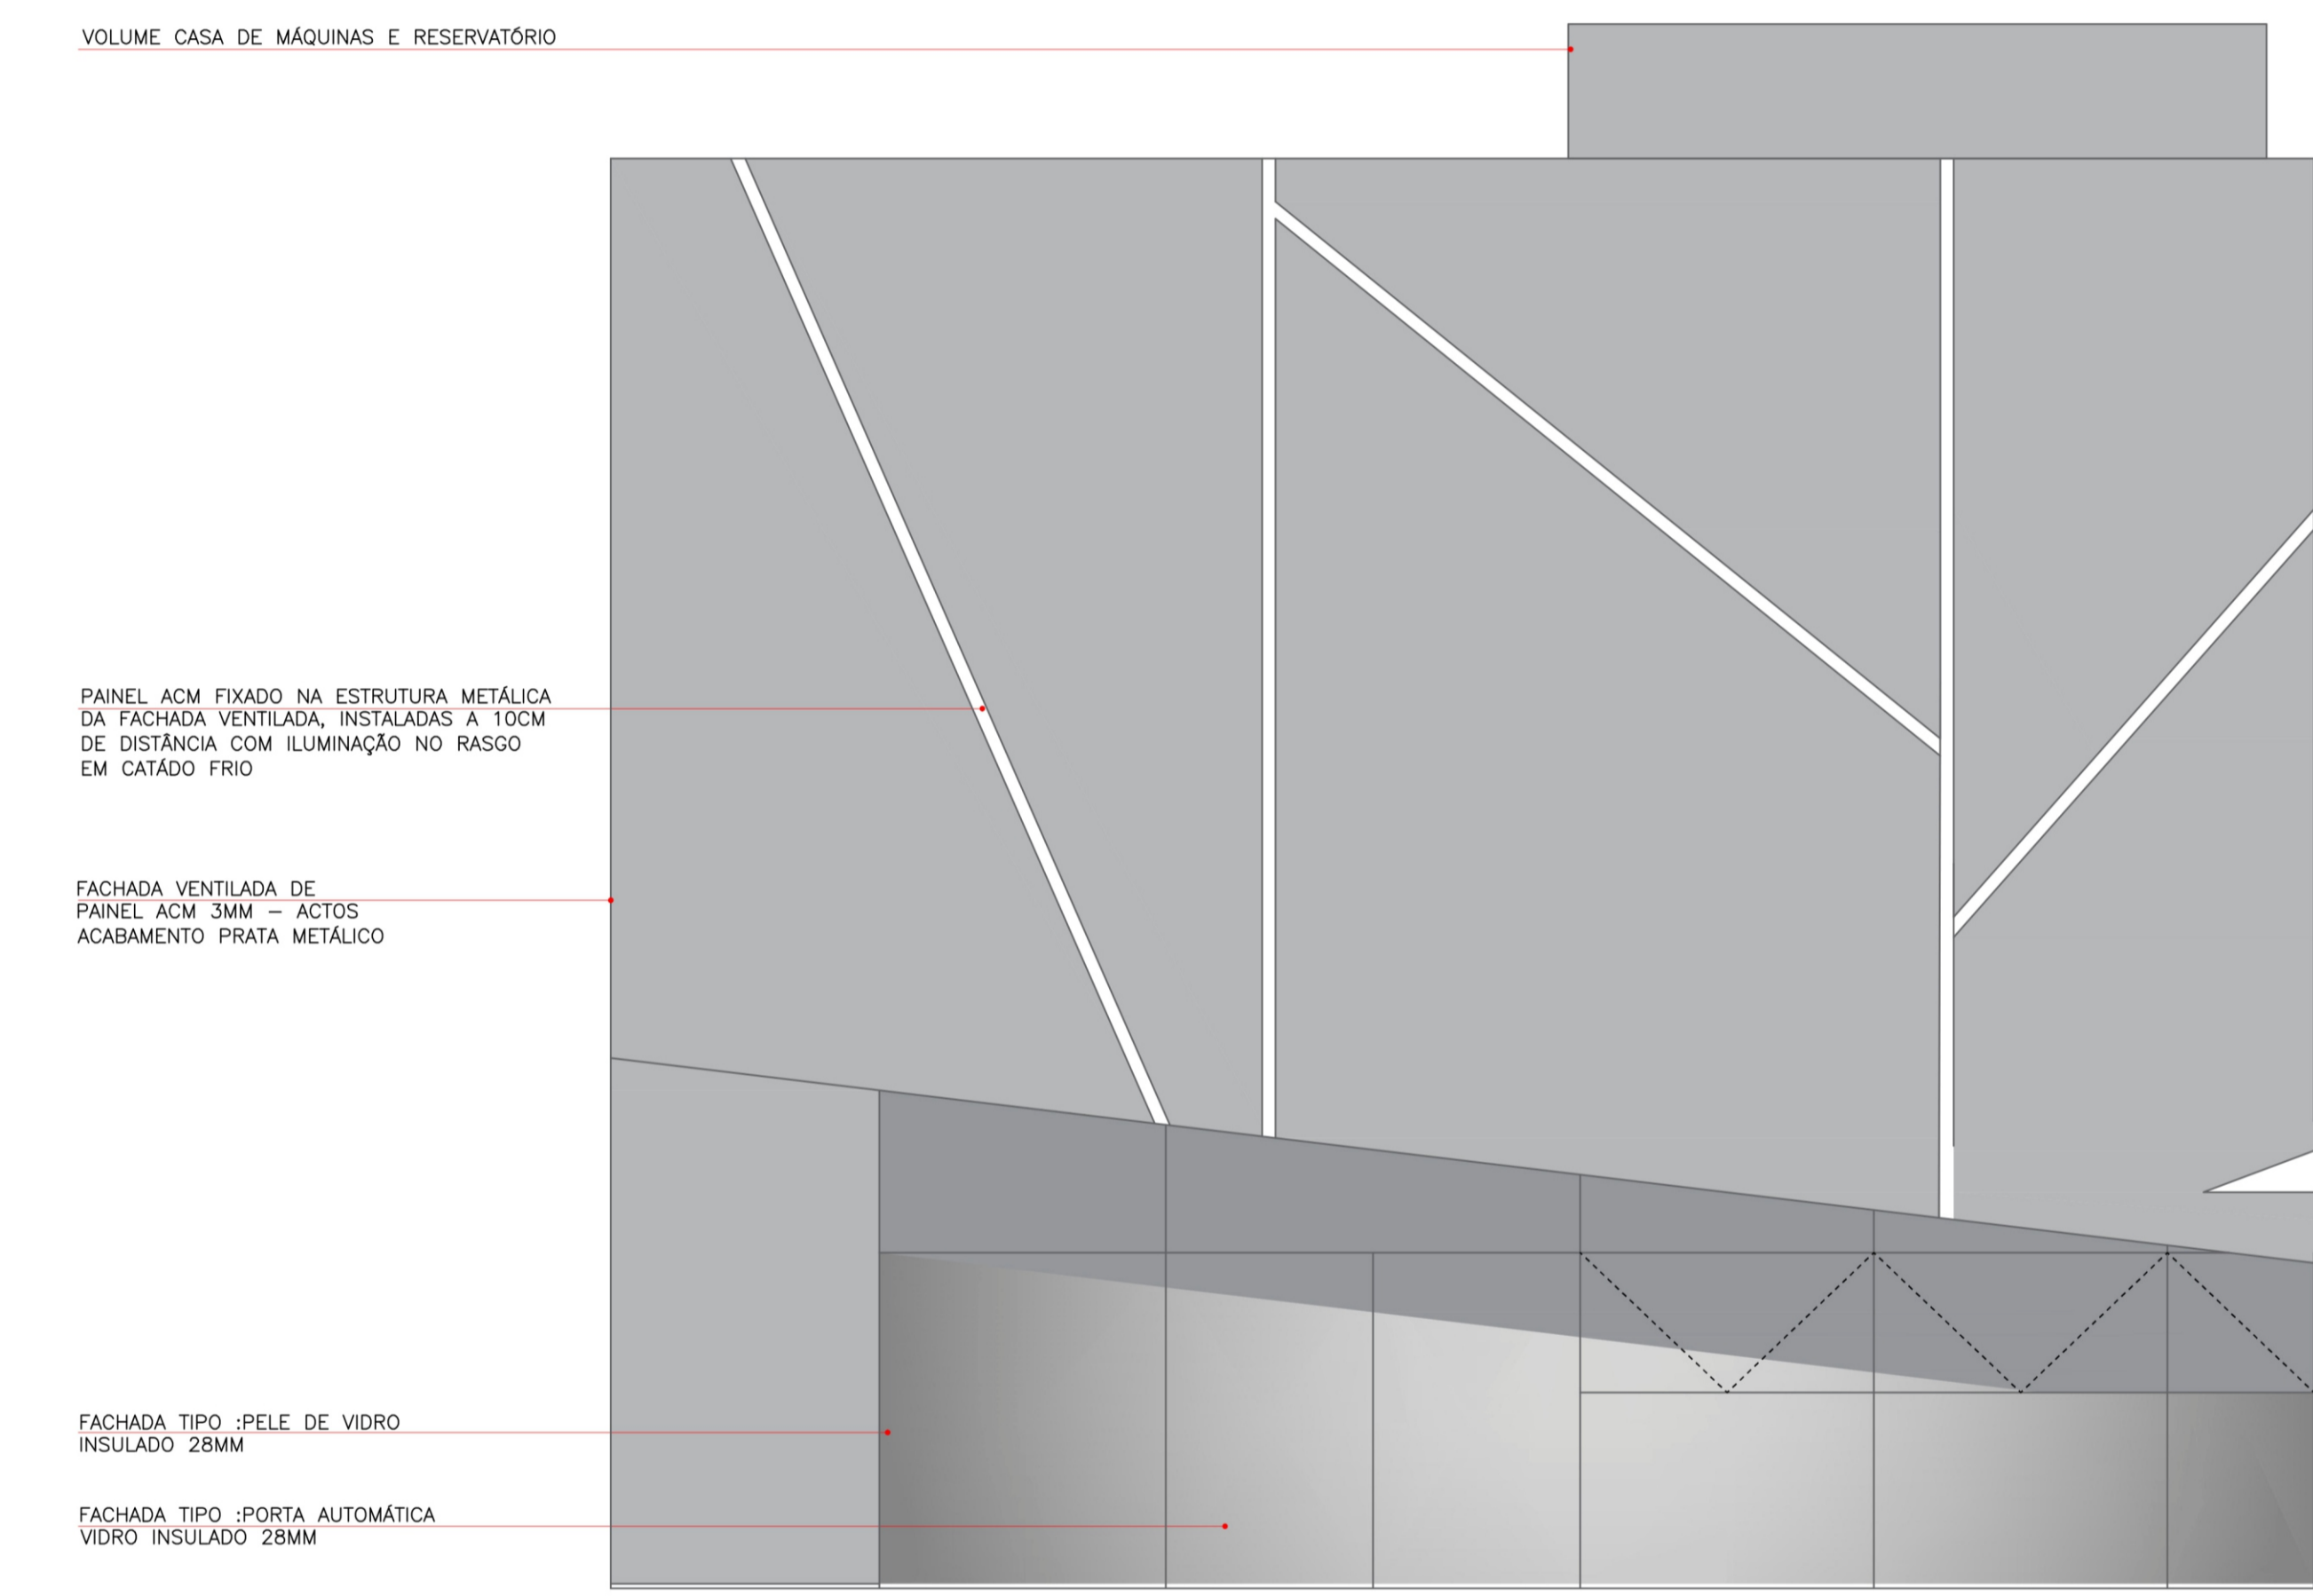 VOLUME CASA DE MÁQUINAS E RESERVATÓRIO
PAINEL ACM FIXADO NA ESTRUTURA METÁLICA
DA FACHADA VENTILADA, INSTALADAS A 10CM
DE DISTÂNCIA COM ILUMINAÇÃO NO RASGO
EM CATÁDO FRIO
FACHADA VENTILADA DE
PAINEL ACM 3MM – ACTOS
ACABAMENTO PRATA METÁLICO
FACHADA TIPO :PELE DE VIDRO
INSULADO 28MM
FACHADA TIPO :PORTA AUTOMÁTICA
VIDRO INSULADO 28MM